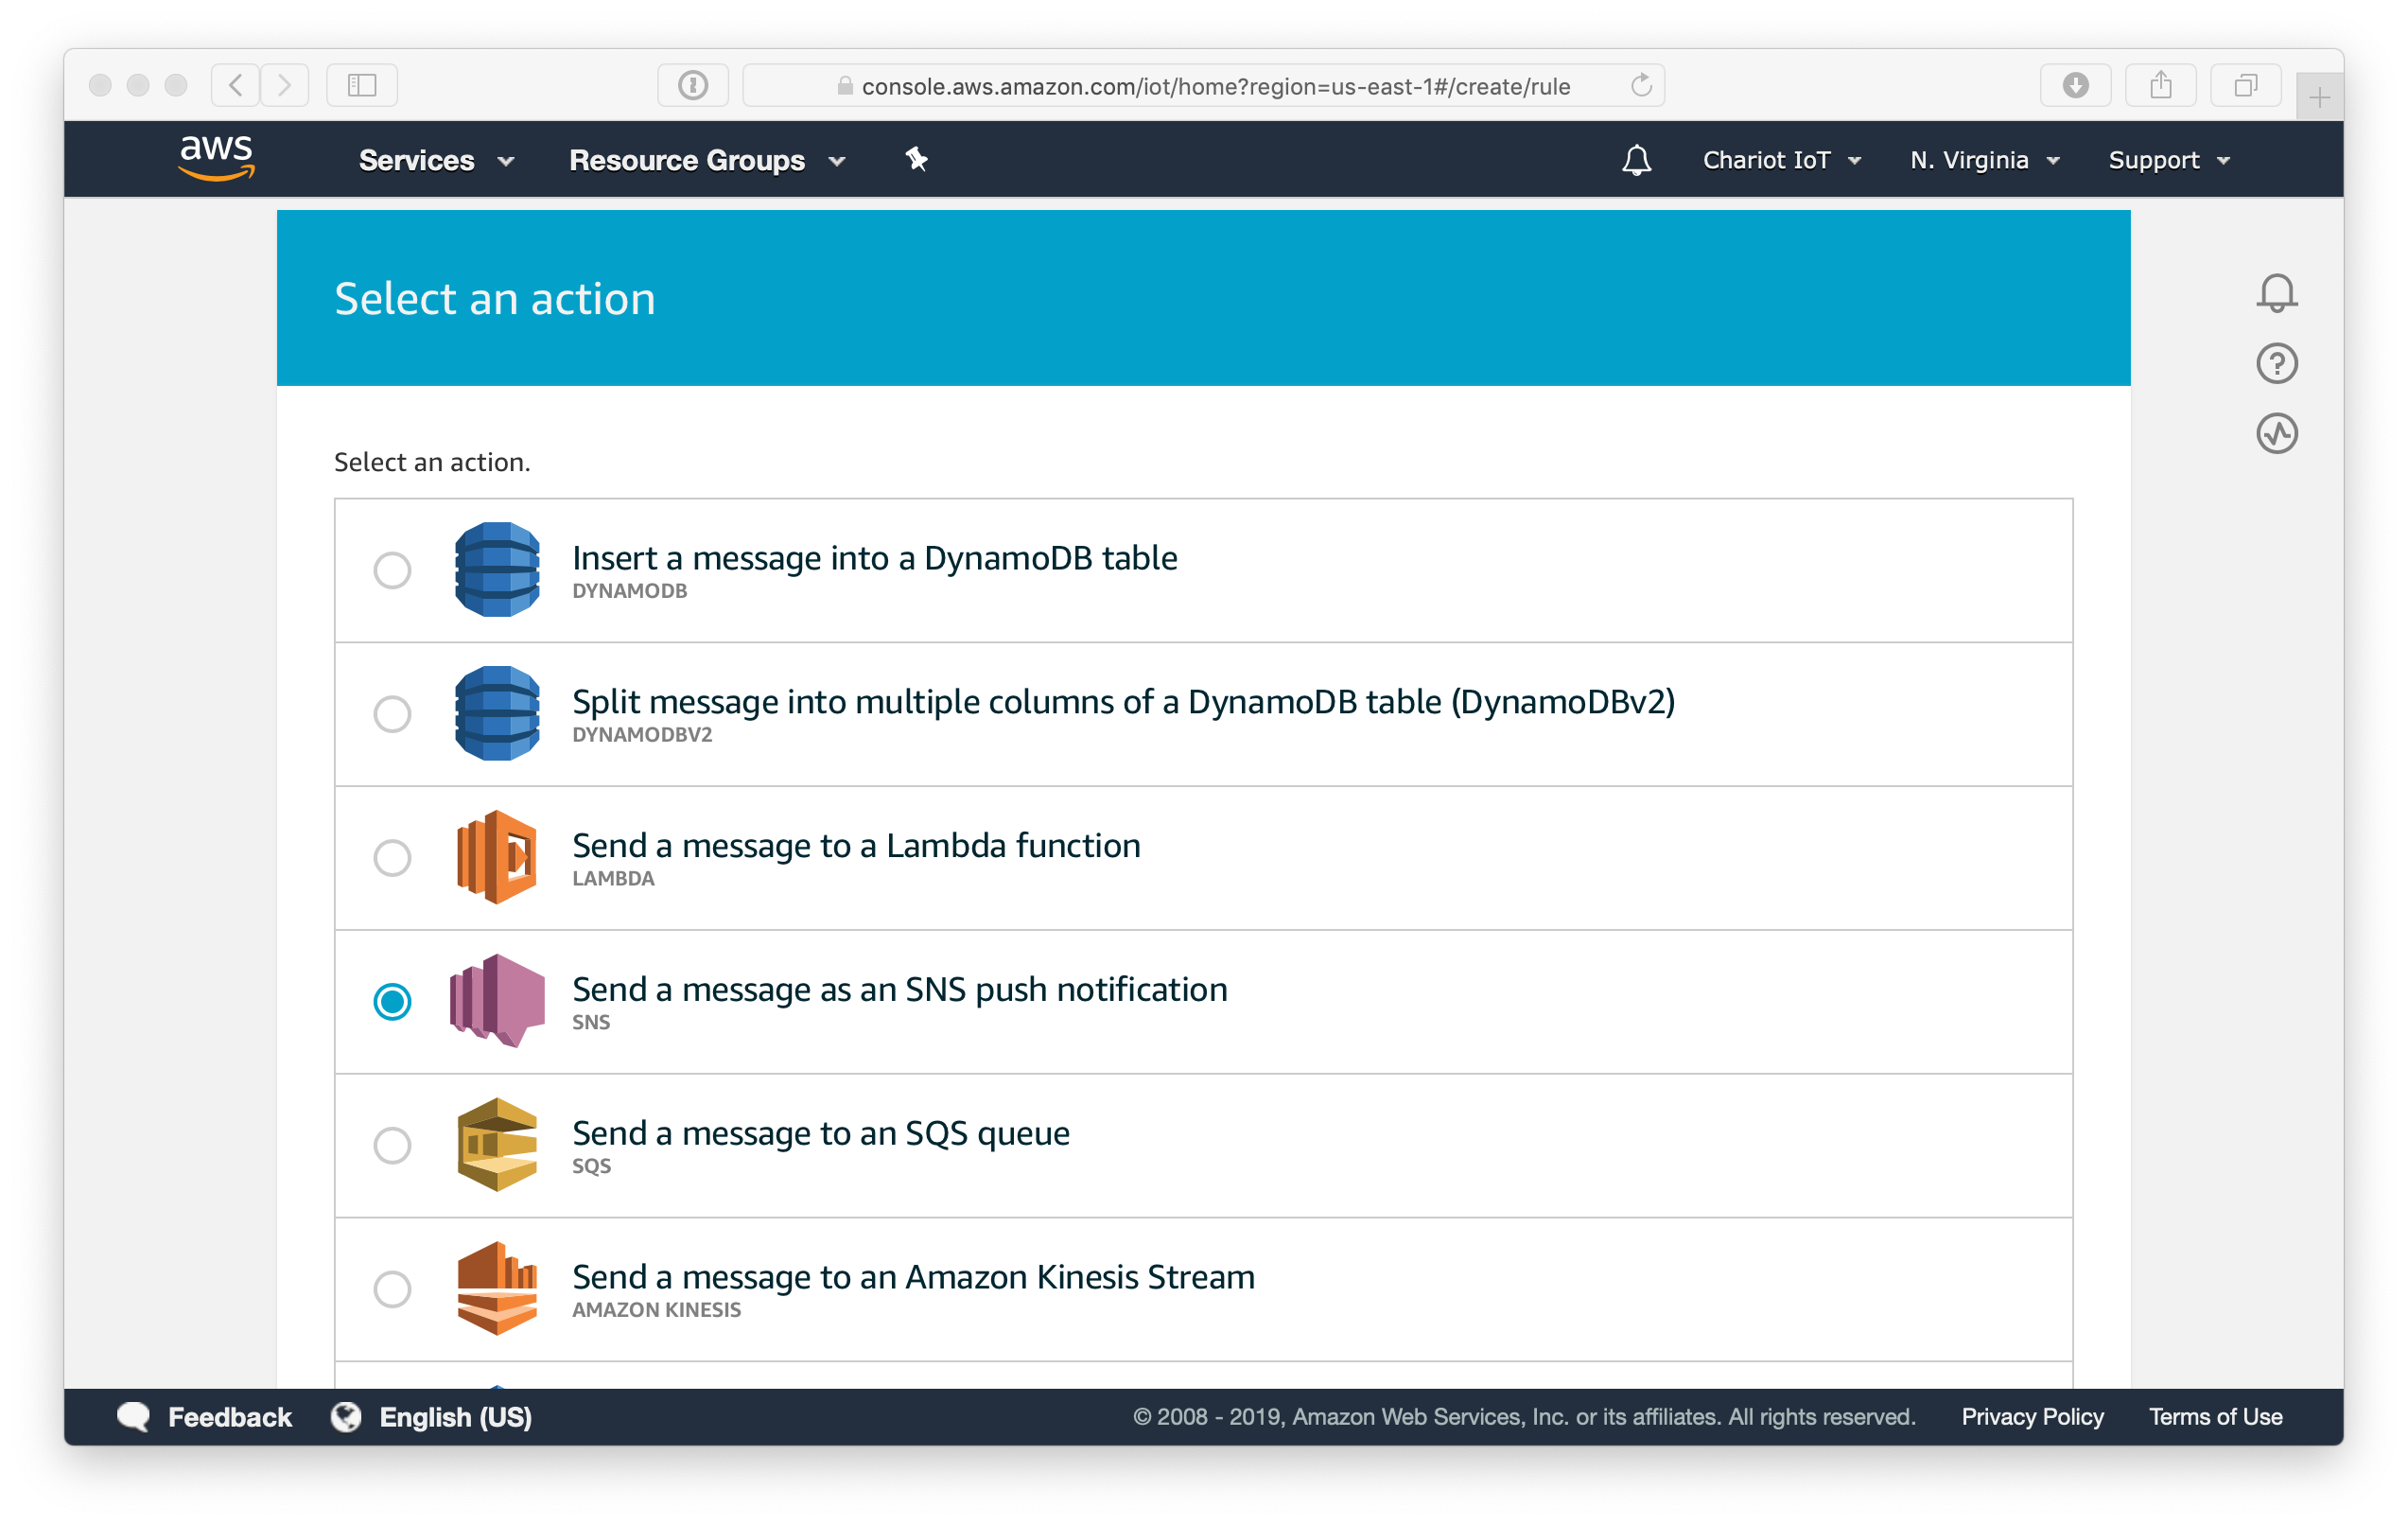 console.aws.amazon.com/iot/home?region=us-east-1#/create/rule
aws Services Resource Groups Chariot IoT N. Virginia Support
Select an action
Select an action.
Insert a message into a DynamoDB table
DYNAMODB
Split message into multiple columns of a DynamoDB table (DynamoDBv2)
DYNAMODBV2
Send a message to a Lambda function
LAMBDA
Send a message as an SNS push notification
SNS
Send a message to an SQS queue
SQS
Send a message to an Amazon Kinesis Stream
AMAZON KINESIS
Feedback English (US) © 2008 - 2019, Amazon Web Services, Inc. or its affiliates. All rights reserved. Privacy Policy Terms of Use